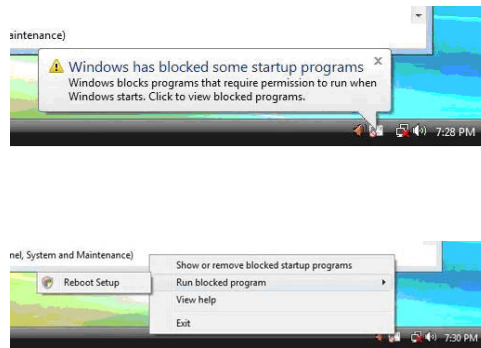 aintenance)
Windows has blocked some startup programs
Windows blocks programs that require permission to run when
Windows starts. Click to view blocked programs.
7:28 PM
nel, System and Maintenance)
Show or remove blocked startup programs
Reboot Setup
Run blocked program
View help
Exit
7:30 PM